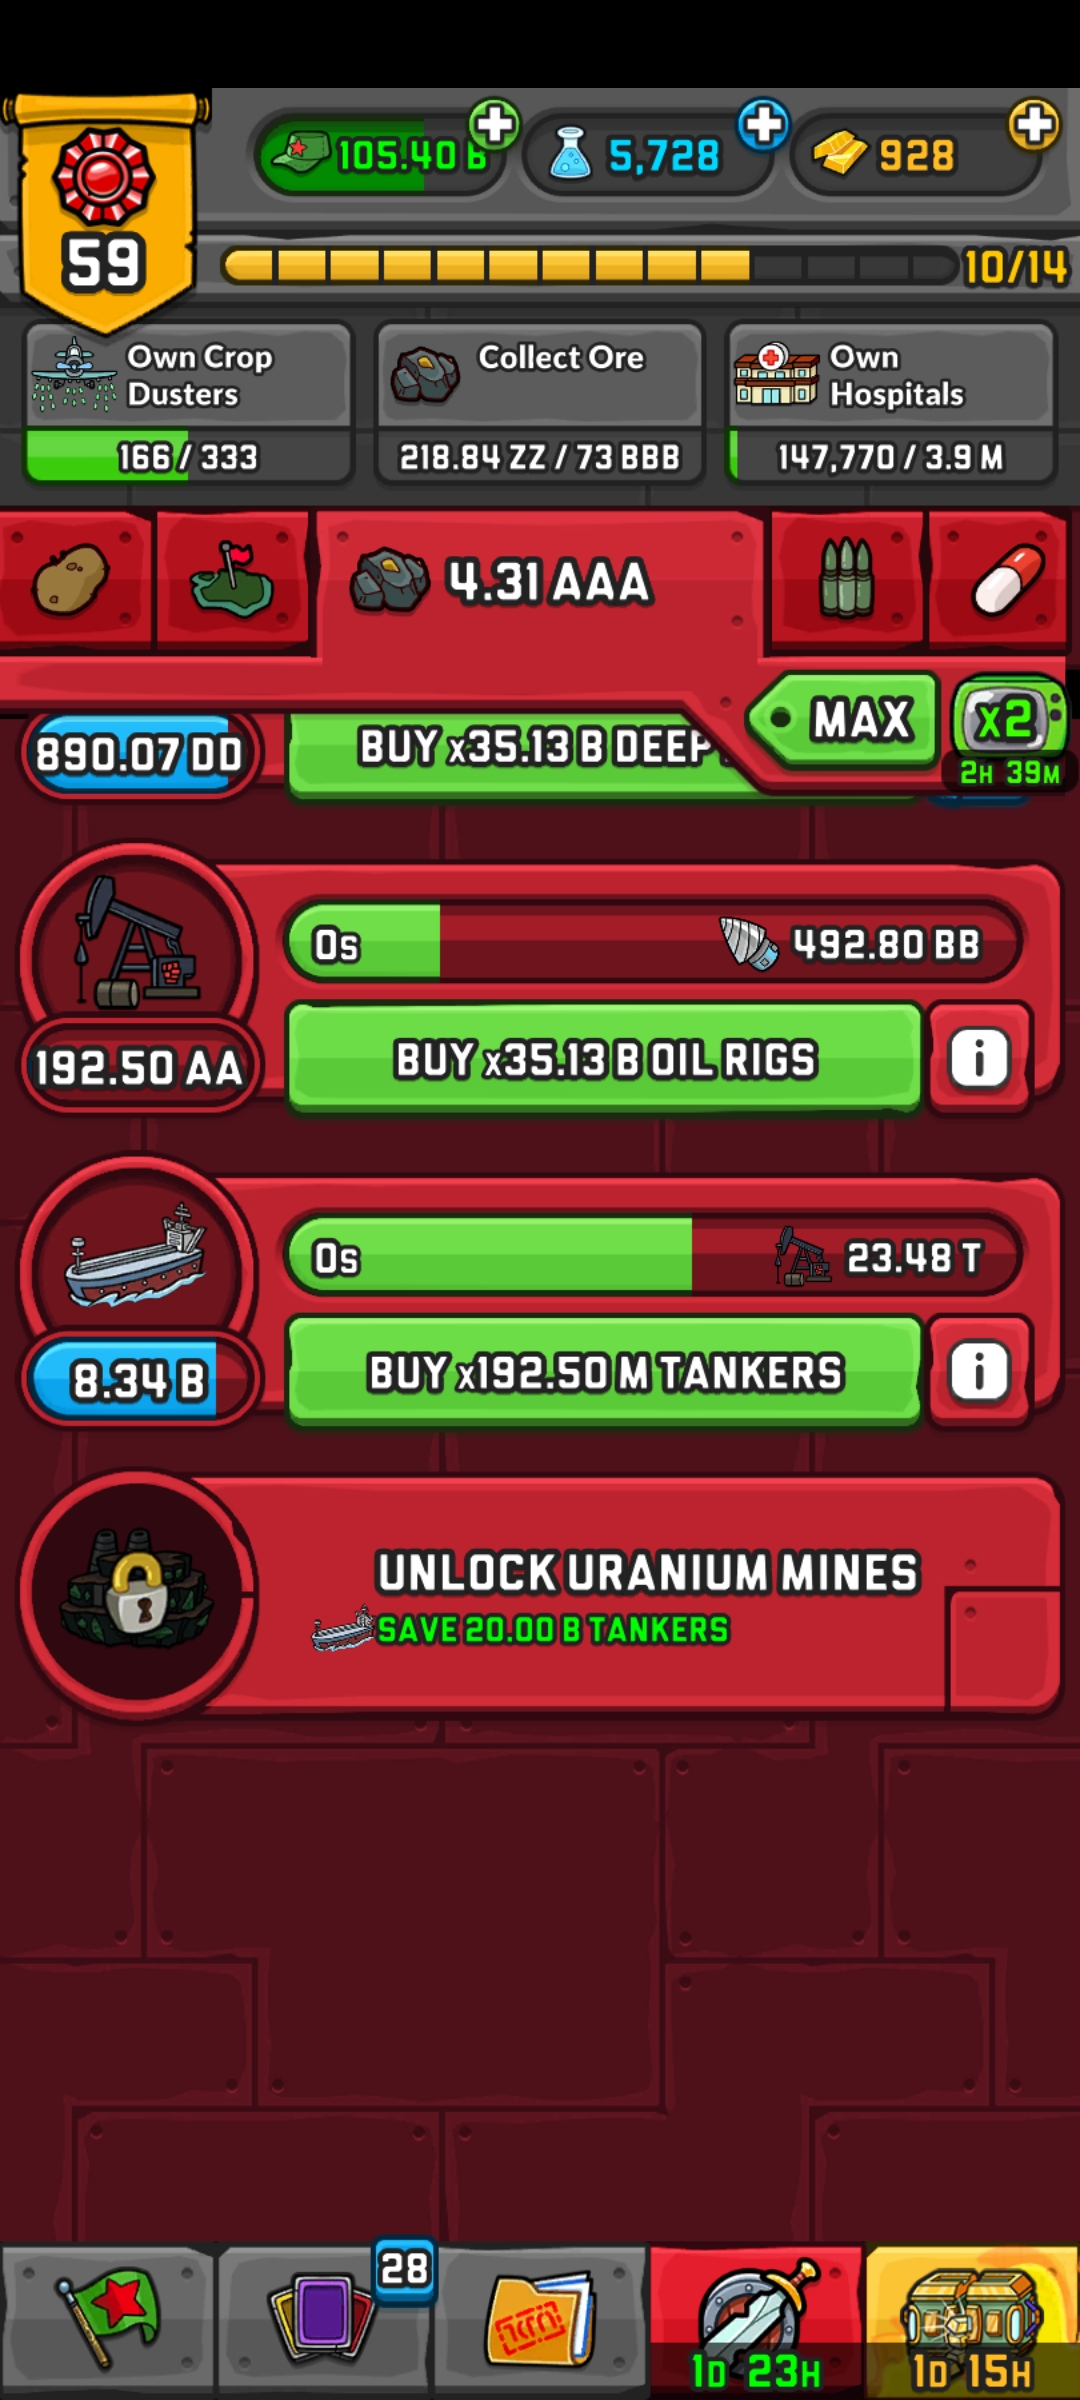 105.40 B
5,728
928
59
10/14
Own Crop
Dusters
166 / 333
Collect Ore
218.84 ZZ / 73 BBB
Own
Hospitals
147,770 / 3.9 M
4.31 AAA
MAX
x2
2H 39M
890.07 DD
BUY x35.13 B DEEP
0s
492.80 BB
192.50 AA
BUY x35.13 B OIL RIGS
i
0s
23.48 T
8.34 B
BUY x192.50 M TANKERS
i
UNLOCK URANIUM MINES
SAVE 20.00 B TANKERS
28
1D 23H
1D 15H